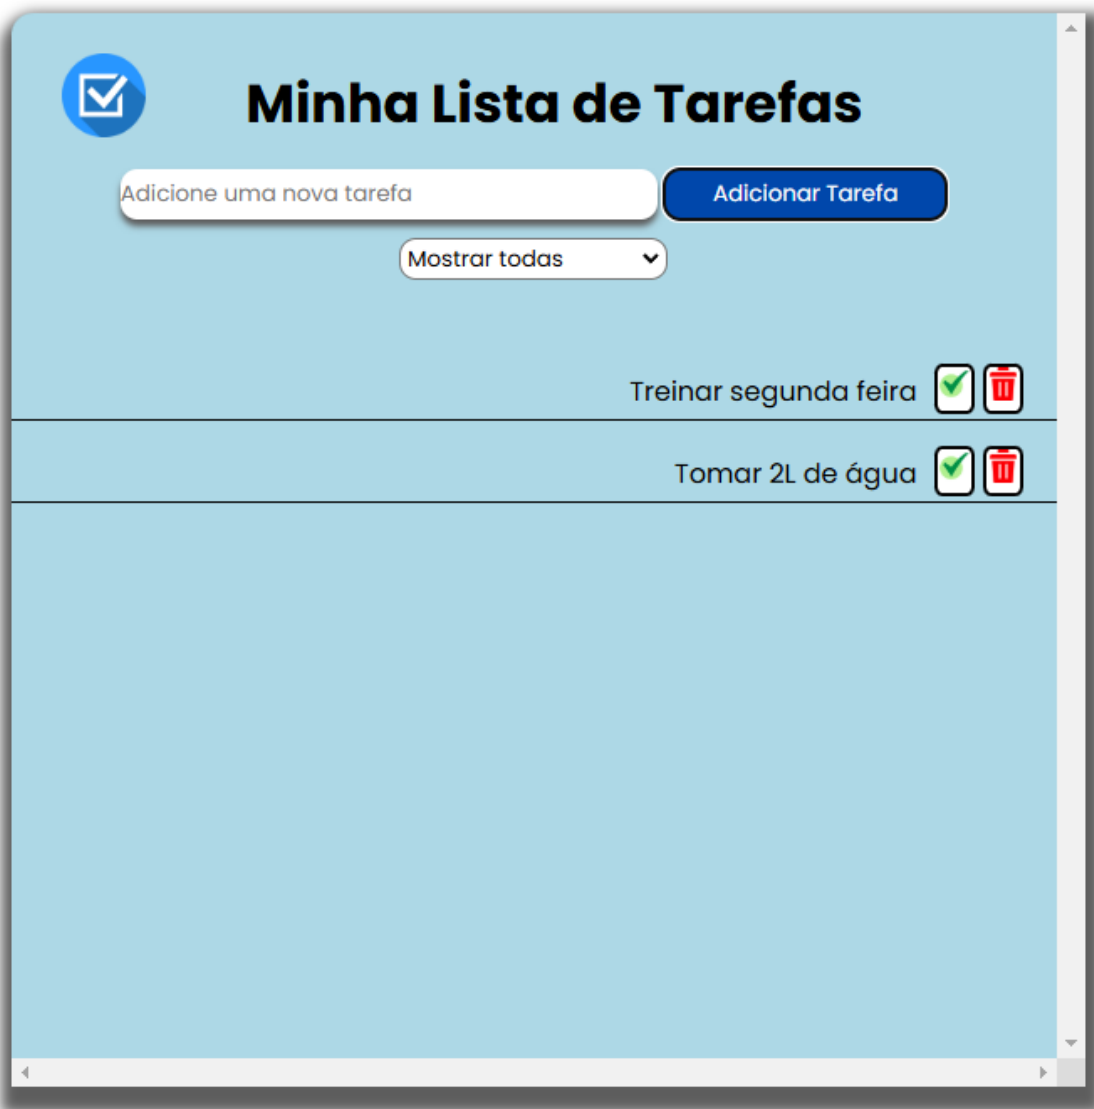 Minha Lista de Tarefas
Adicione uma nova tarefa
Adicionar Tarefa
Mostrar todas
Treinar segunda feira
Tomar 2L de água